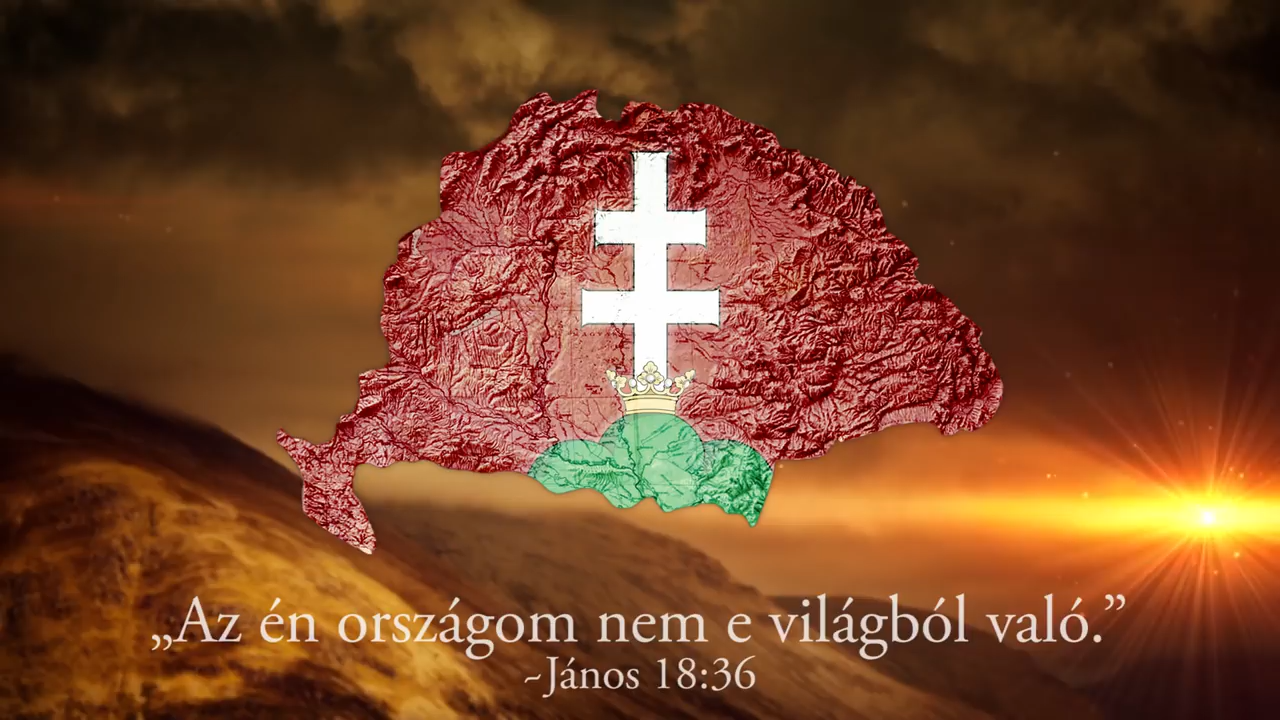 „Az én országom nem e világból való.”
~János 18:36